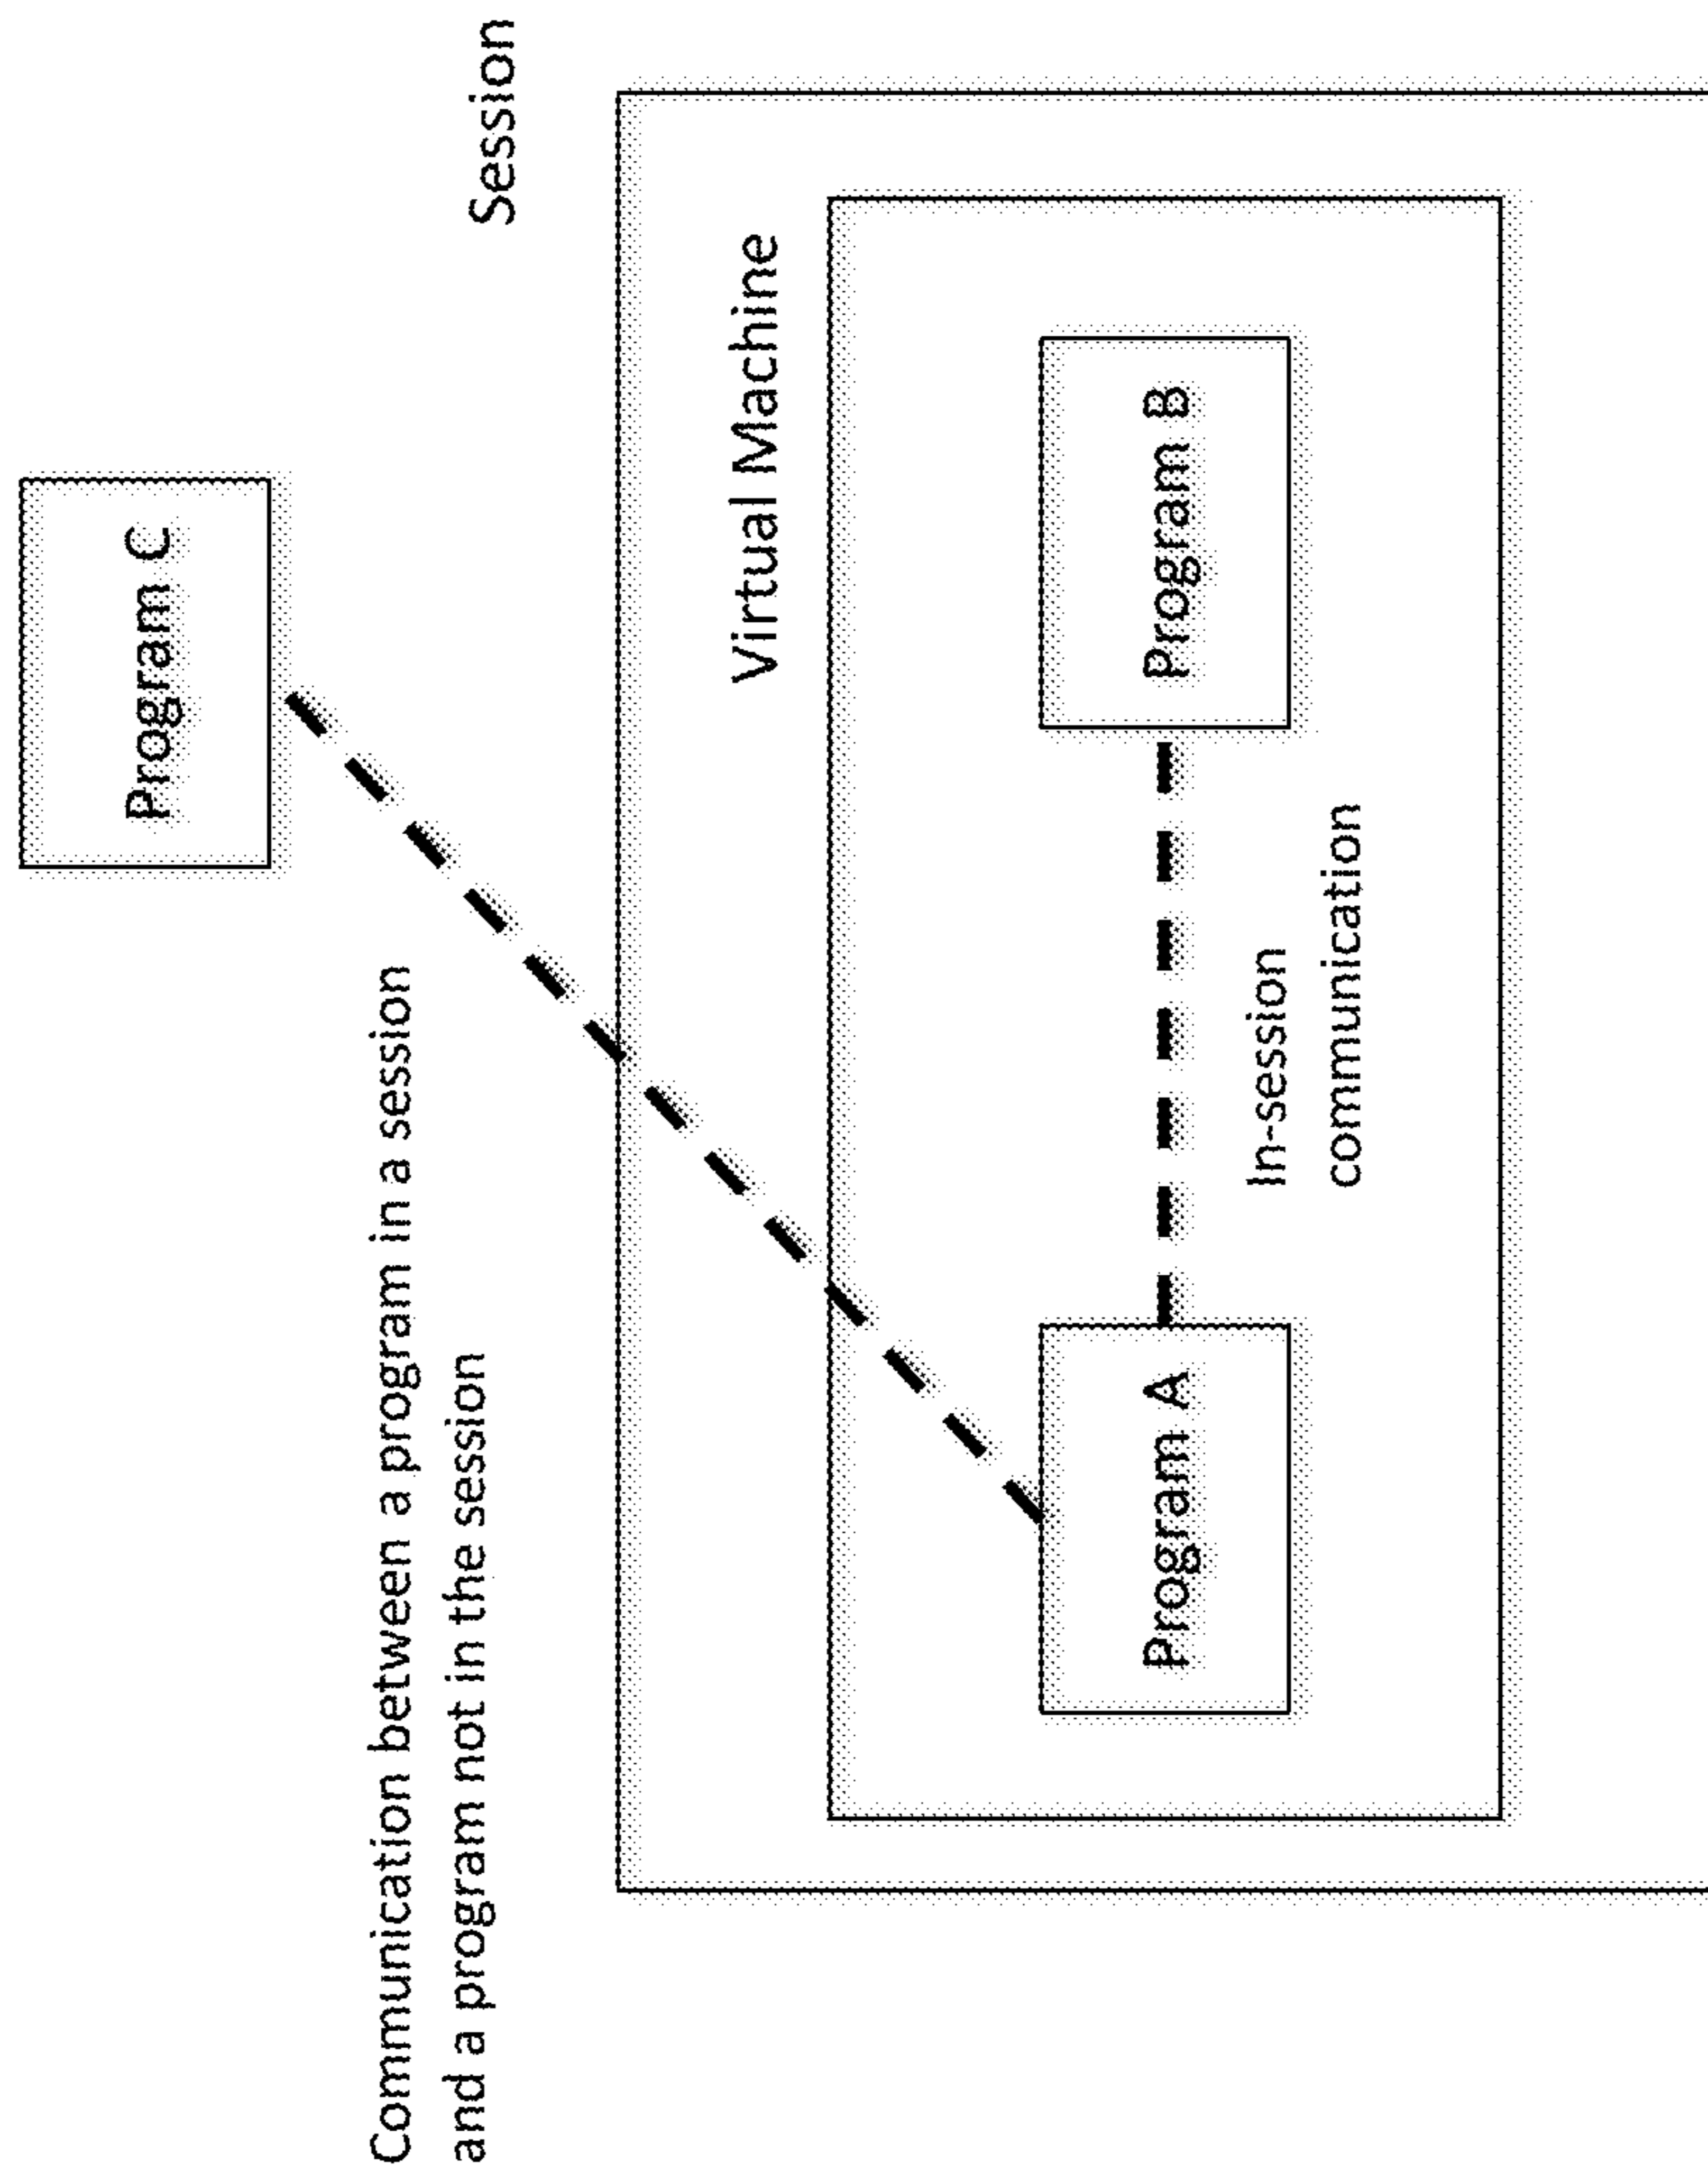 Program C
Communication between a program in a session
and a program not in the session
Session
Virtual Machine
Program A
Program B
In-session
communication